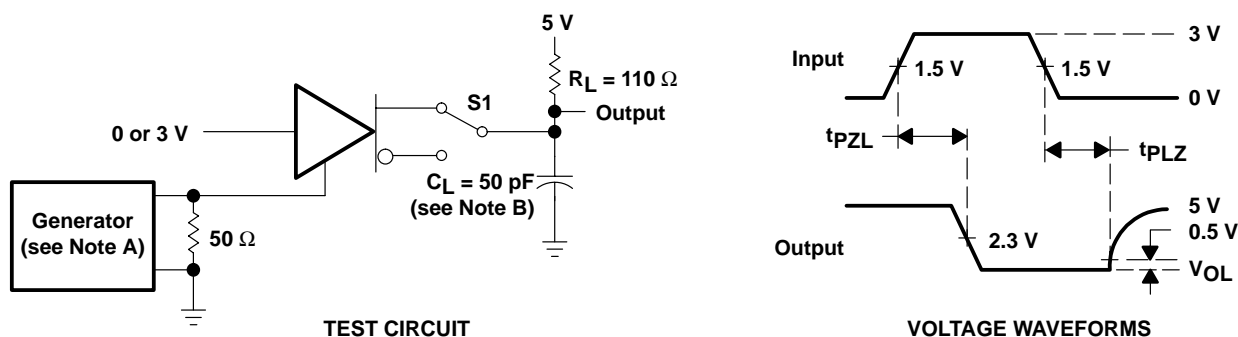 5 V
R_L = 110 Ω
S1
Output
0 or 3 V
C_L = 50 pF
(see Note B)
Generator
(see Note A)
50 Ω
TEST CIRCUIT
3 V
Input
1.5 V
1.5 V
0 V
t_PZL
t_PLZ
5 V
0.5 V
2.3 V
Output
V_OL
VOLTAGE WAVEFORMS